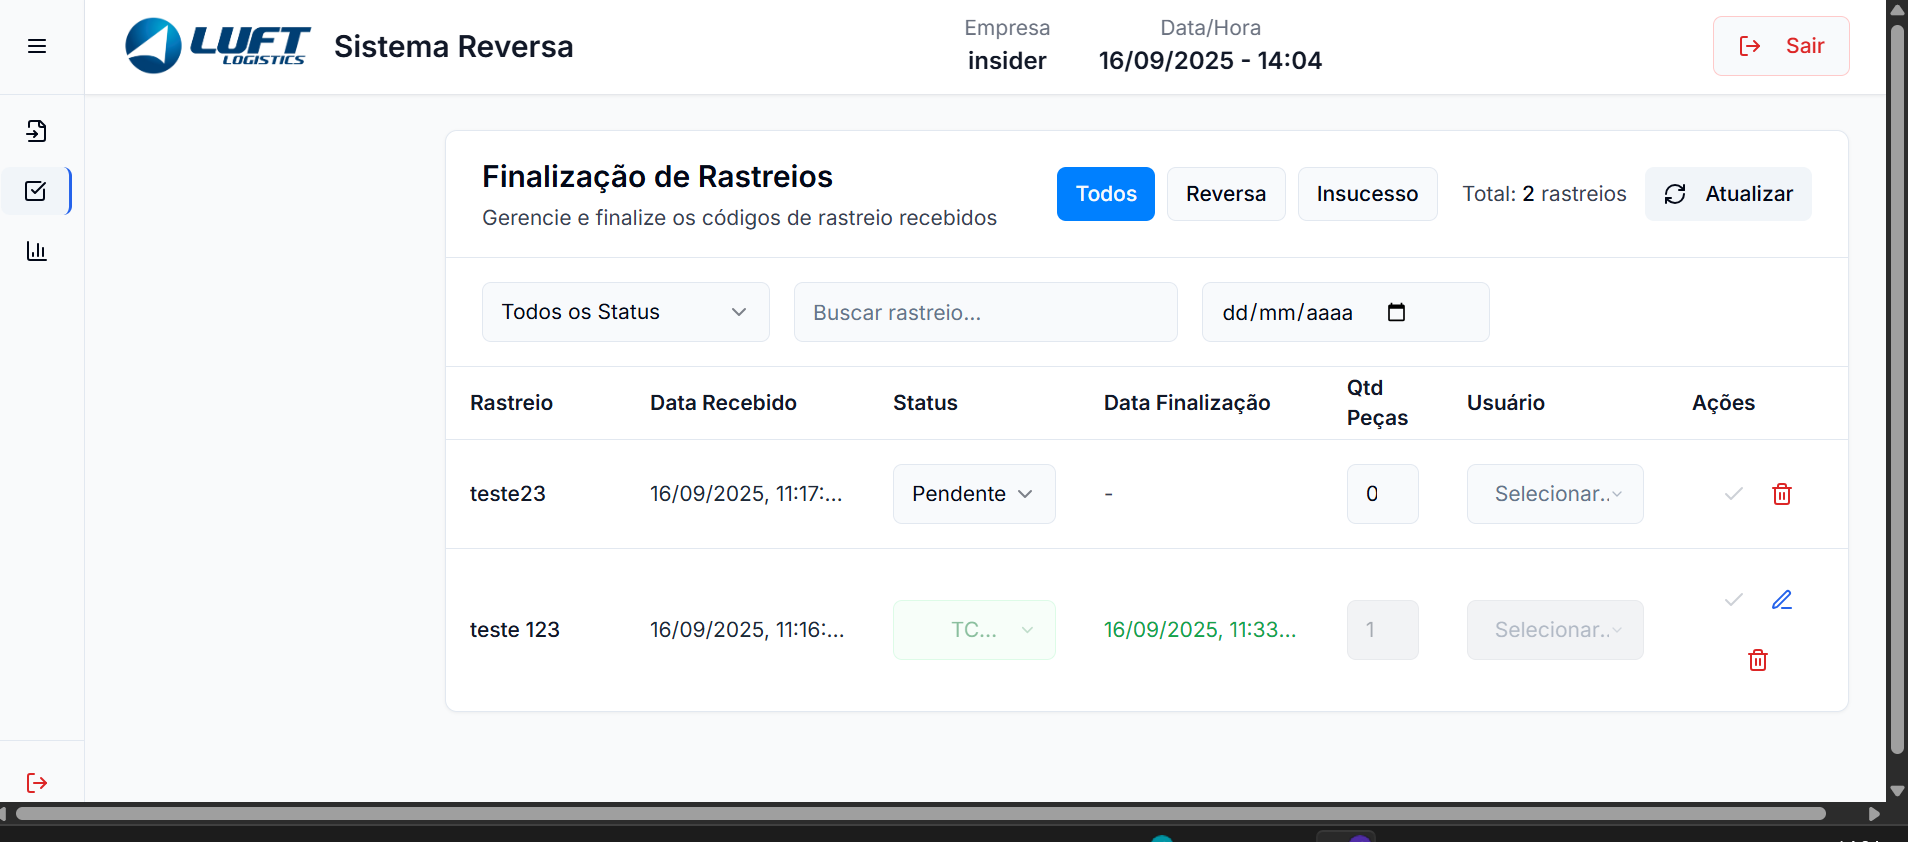 LUFT
LOGISTICS
Sistema Reversa
Empresa
insider
Data/Hora
16/09/2025 - 14:04
Sair
Finalização de Rastreios
Gerencie e finalize os códigos de rastreio recebidos
Todos
Reversa
Insucesso
Total: 2 rastreios
Atualizar
Todos os Status
Buscar rastreio...
dd/mm/aaaa
Rastreio
Data Recebido
Status
Data Finalização
Qtd
Peças
Usuário
Ações
teste23
16/09/2025, 11:17:...
Pendente
-
0
Selecionar..
teste 123
16/09/2025, 11:16:...
TC...
16/09/2025, 11:33...
1
Selecionar..